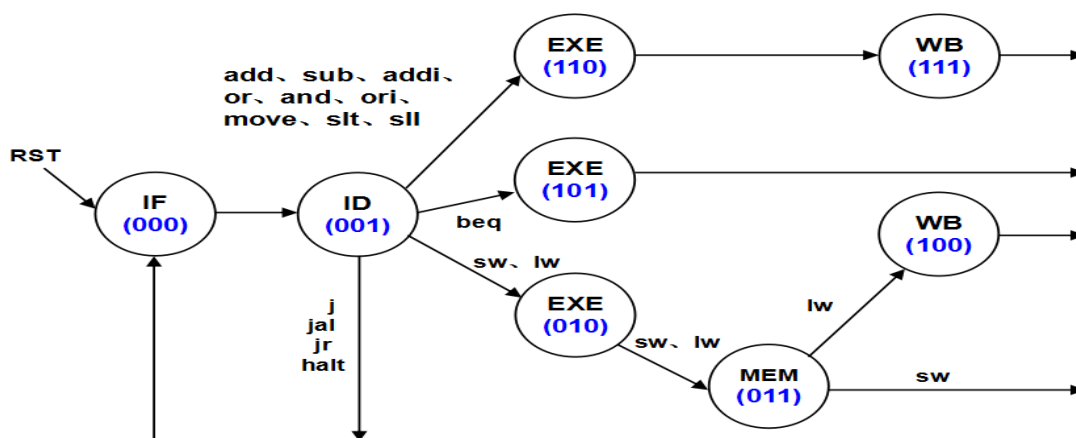 EXE
(110)
WB
(111)
add、sub、addi、
or、and、ori、
move、slt、sll
RST
IF
(000)
ID
(001)
EXE
(101)
beq
WB
(100)
sw、lw
EXE
(010)
j
jal
jr
halt
sw、lw
lw
MEM
(011)
sw